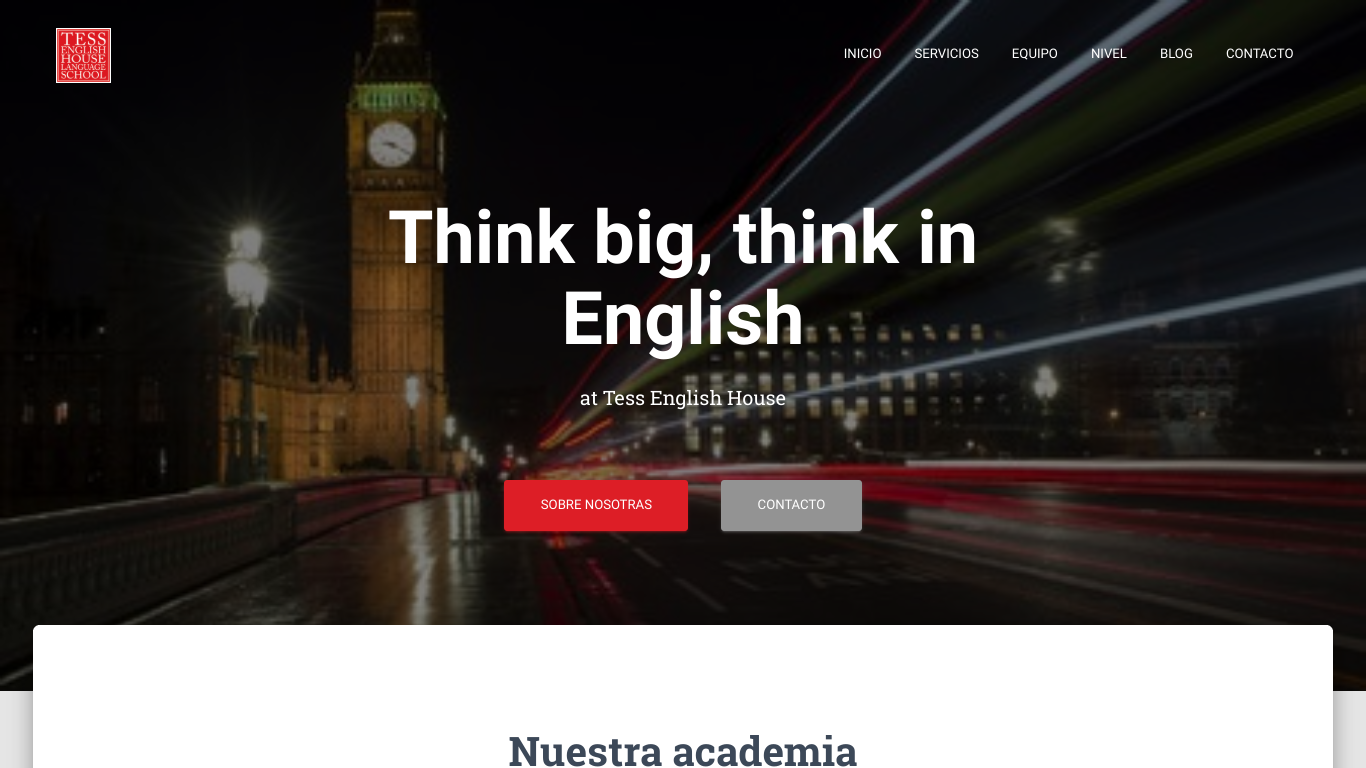 TESS
ENGLISH
HOUSE
LANGUAGE
SCHOOL
INICIO
SERVICIOS
EQUIPO
NIVEL
BLOG
CONTACTO
Think big, think in
English
at Tess English House
SOBRE NOSOTRAS
CONTACTO
Nuestra academia